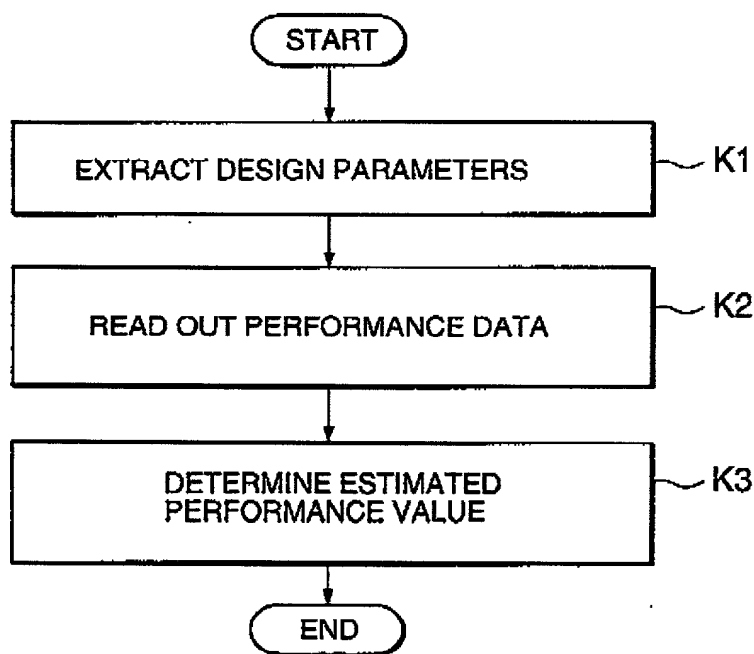 START
EXTRACT DESIGN PARAMETERS
K1
READ OUT PERFORMANCE DATA
K2
DETERMINE ESTIMATED
PERFORMANCE VALUE
K3
END